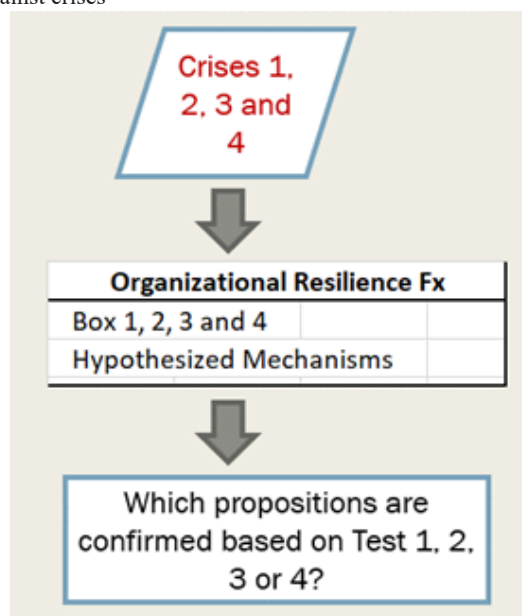 Crises 1,
2, 3 and
4
Organizational Resilience Fx
Box 1, 2, 3 and 4
Hypothesized Mechanisms
Which propositions are
confirmed based on Test 1, 2,
3 or 4?